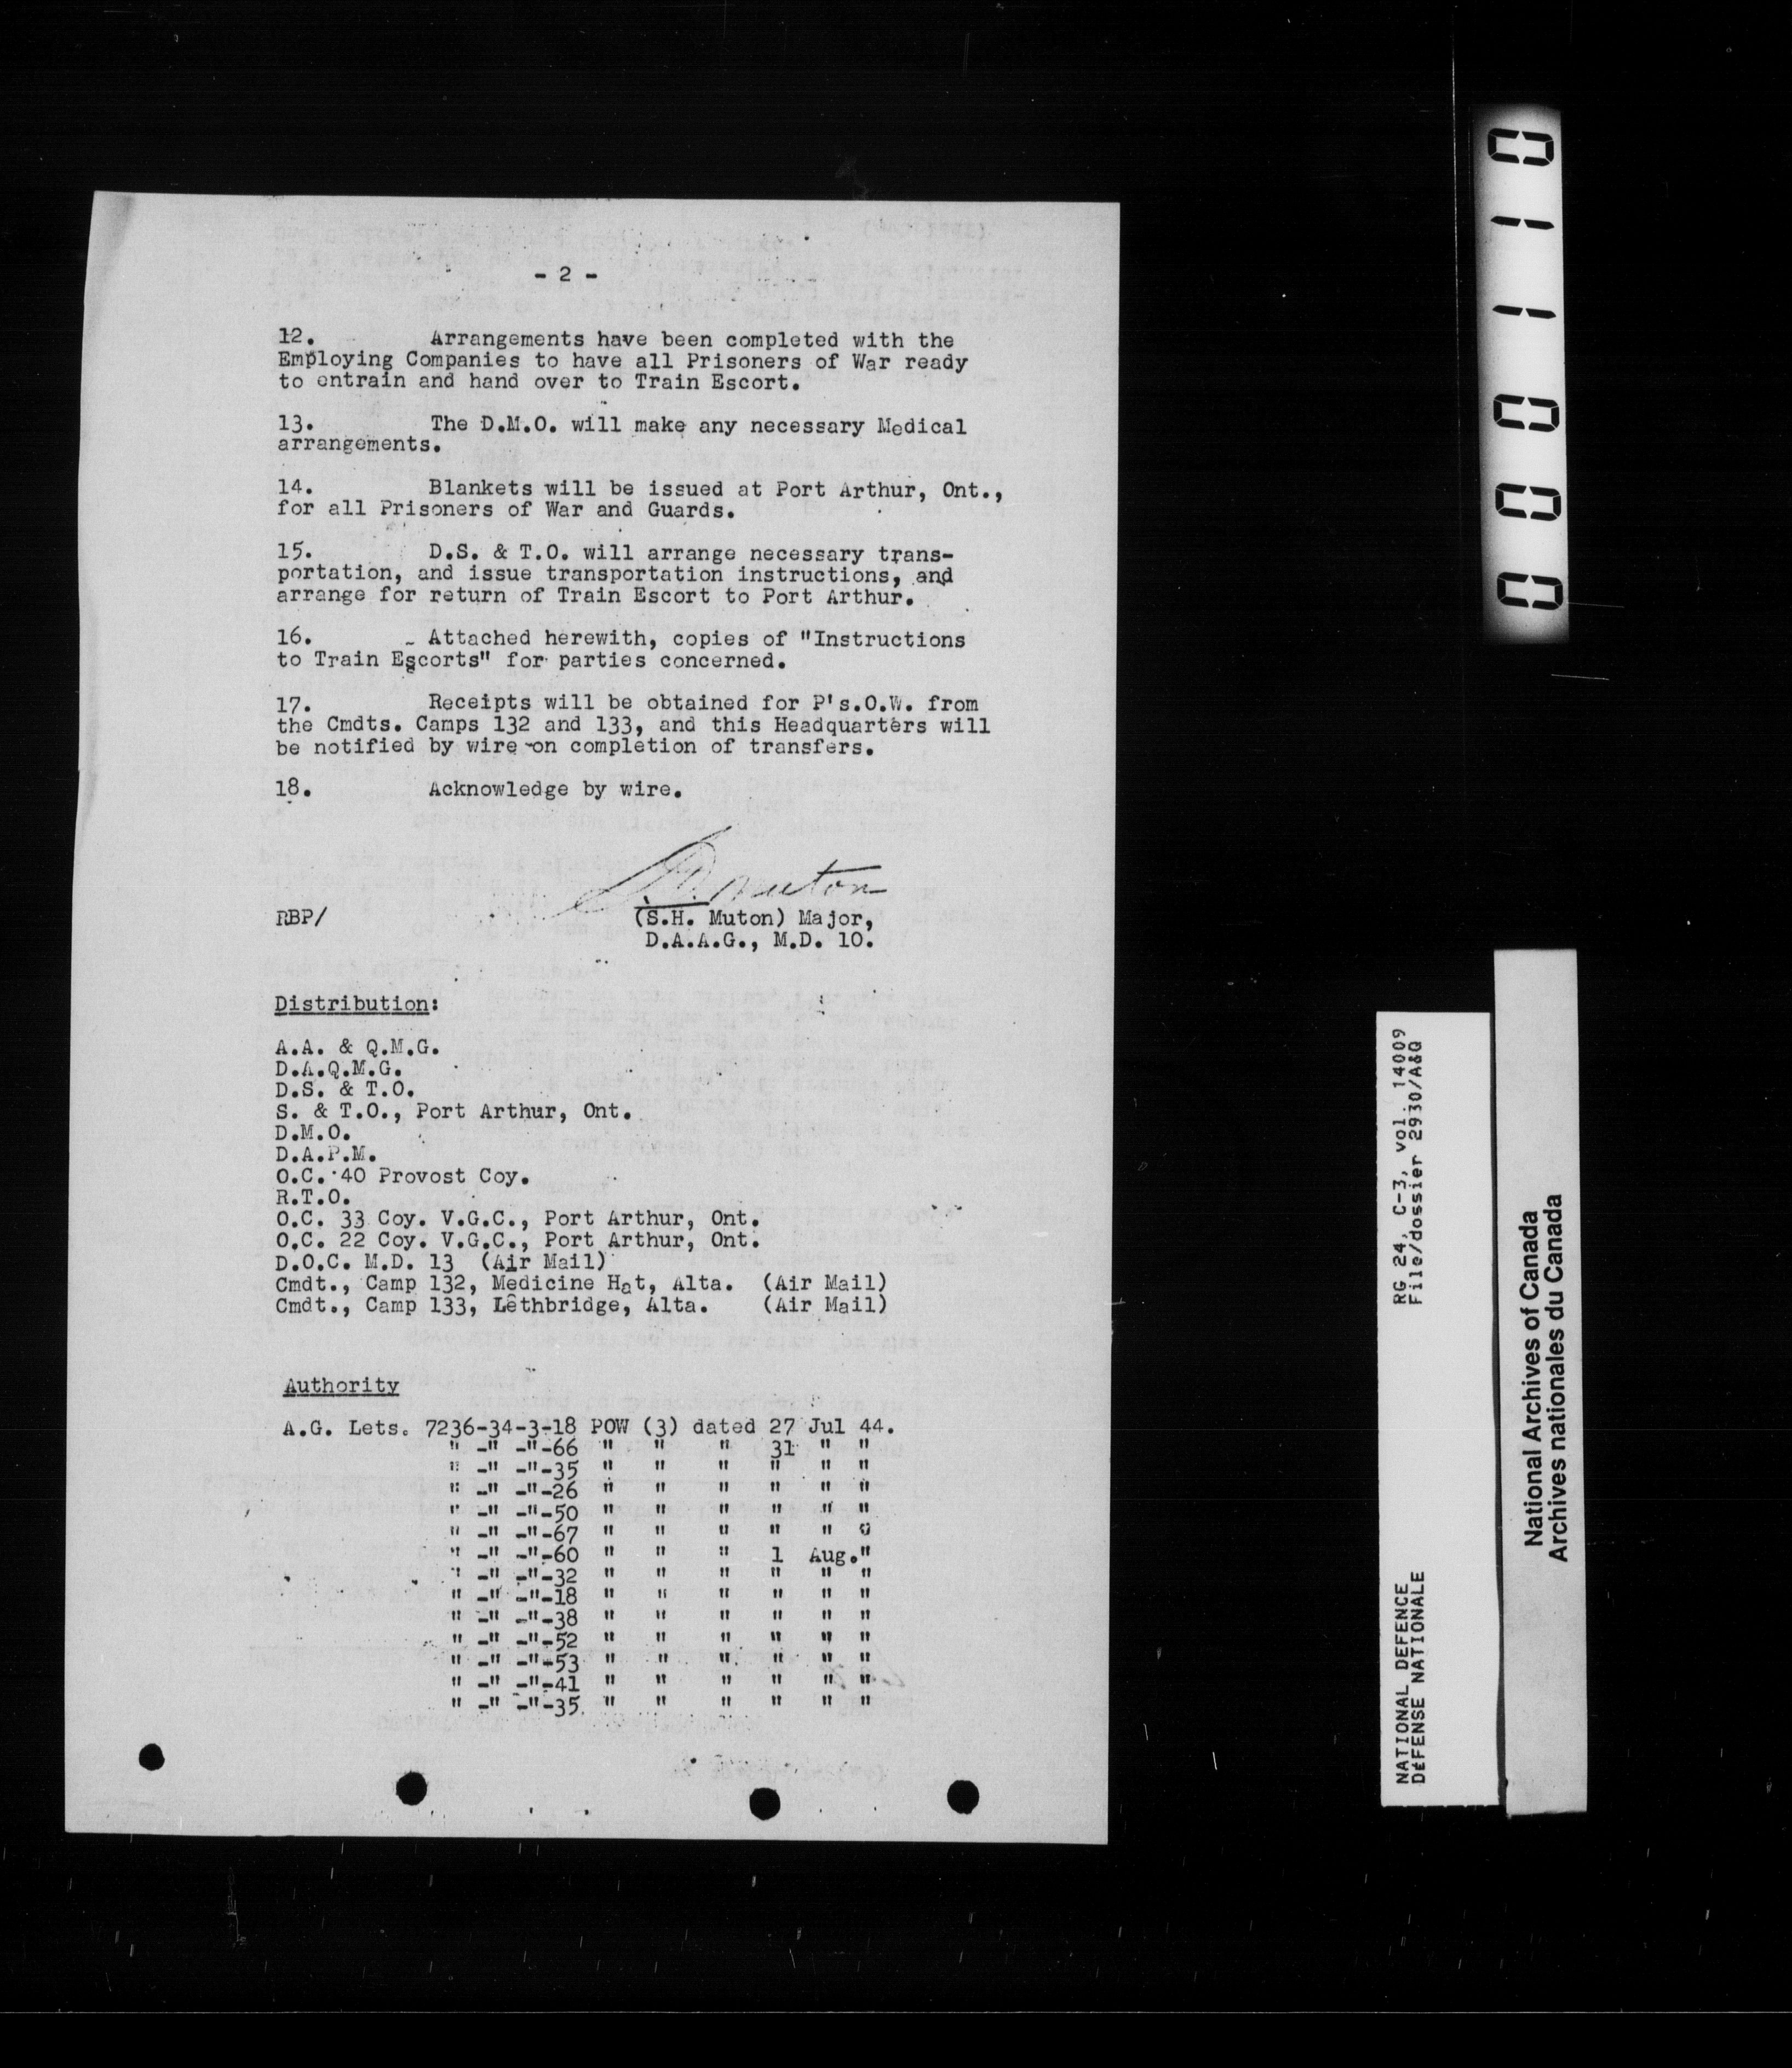 - 2 -
12. Arrangements have been completed with the
Employing Companies to have all Prisoners of War ready
to entrain and hand over to Train Escort.
13. The D.M.O. will make any necessary Medical
arrangements.
14. Blankets will be issued at Port Arthur, Ont.,
for all Prisoners of War and Guards.
15. D.S. & T.O. will arrange necessary trans-
portation, and issue transportation instructions, and
arrange for return of Train Escort to Port Arthur.
16. Attached herewith, copies of "Instructions
to Train Escorts" for parties concerned.
17. Receipts will be obtained for P's.O.W. from
the Cmdts. Camps 132 and 133, and this Headquarters will
be notified by wire on completion of transfers.
18. Acknowledge by wire.
Muton
RBP/ (S.H. Muton) Major,
D.A.A.G., M.D. 10.
Distribution:
A.A. & Q.M.G.
D.A.Q.M.G.
D.S. & T.O.
S. & T.O., Port Arthur, Ont.
D.M.O.
D.A.P.M.
O.C. 40 Provost Coy.
R.T.O.
O.C. 33 Coy. V.G.C., Port Arthur, Ont.
O.C. 22 Coy. V.G.C., Port Arthur, Ont.
D.O.C. M.D. 13 (Air Mail)
Cmdt., Camp 132, Medicine Hat, Alta. (Air Mail)
Cmdt., Camp 133, Lethbridge, Alta. (Air Mail)
Authority
A.G. Lets. 7236-34-3-18 POW (3) dated 27 Jul 44.
" -" -"-66 " " " 31 " "
" -" -"-35 " " " " " "
" -" -"-26 " " " " " "
" -" -"-50 " " " " " "
" -" -"-67 " " " " " "
" -" -"-60 " " " 1 Aug. "
" -" -"-32 " " " " " "
" -" -"-18 " " " " " "
" -" -"-38 " " " " " "
" -" -"-52 " " " " " "
" -" -"-53 " " " " " "
" -" -"-41 " " " " " "
" -" -"-35 " " " " " "
000110
RG 24, C-3, vol. 14009
File/dossier 2930/A&Q
NATIONAL DEFENCE
DÉFENSE NATIONALE
National Archives of Canada
Archives nationales du Canada